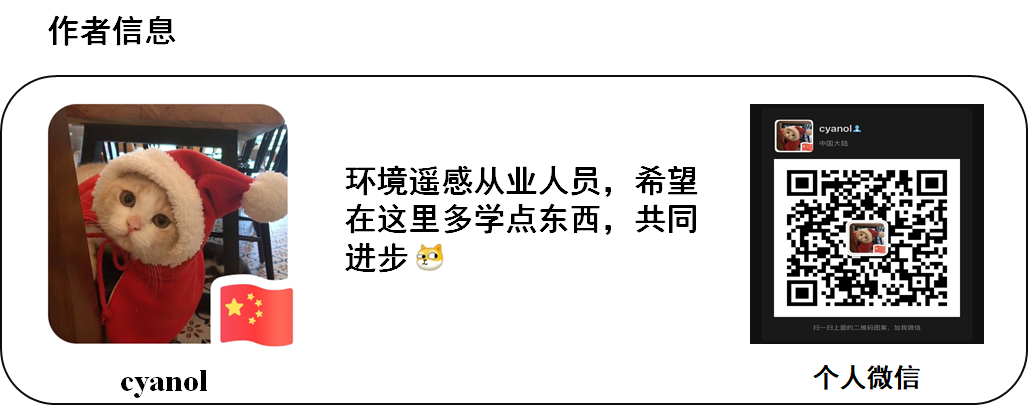 作者信息
环境遥感从业人员，希望
在这里多学点东西，共同
进步
cyanol
cyanol
中国大陆
扫一扫上面的二维码图案，加我微信
个人微信